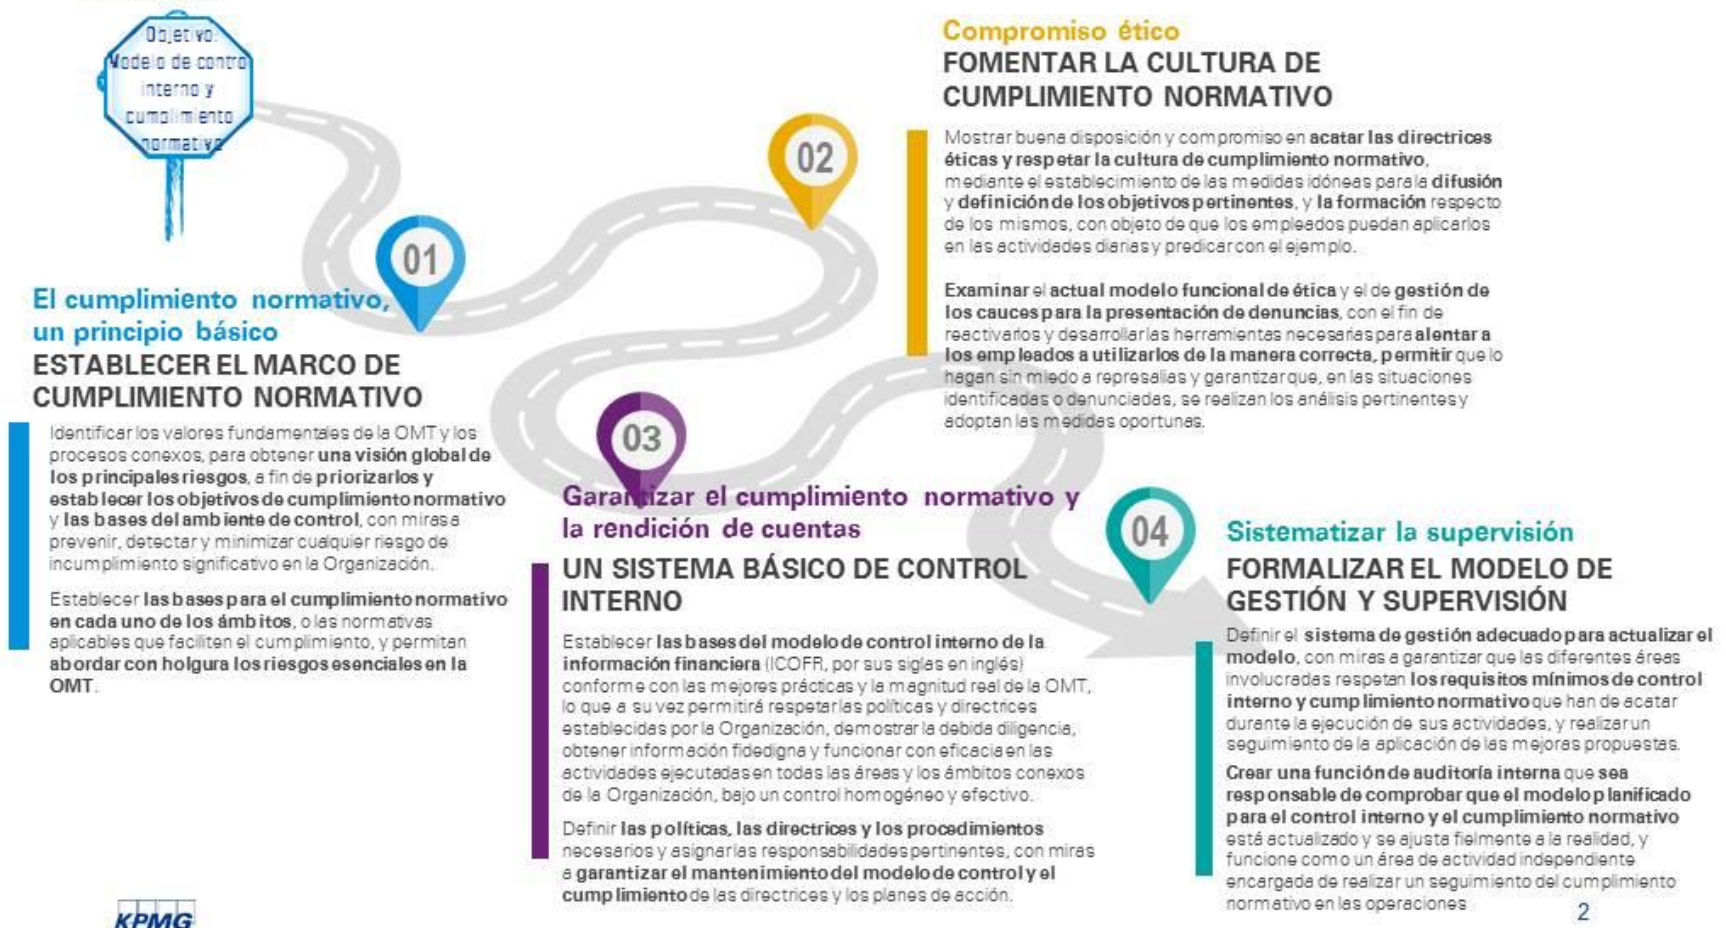 Objetivo:
Modelo de contro
interno y
cumplimiento
normativo
01
El cumplimiento normativo,
un principio básico
ESTABLECER EL MARCO DE
CUMPLIMIENTO NORMATIVO
Identificar los valores fundamentales de la OMT y los
procesos conexos, para obtener una visión global de
los principales riesgos, a fin de priorizarlos y
establecer los objetivos de cumplimiento normativo
y las bases del ambiente de control, con miras a
prevenir, detectar y minimizar cualquier riesgo de
incumplimiento significativo en la Organización.
Establecer las bases para el cumplimiento normativo
en cada uno de los ámbitos, o las normativas
aplicables que faciliten el cumplimiento, y permitan
abordar con holgura los riesgos esenciales en la
OMT.
02
Compromiso ético
FOMENTAR LA CULTURA DE
CUMPLIMIENTO NORMATIVO
Mostrar buena disposición y compromiso en acatar las directrices
éticas y respetar la cultura de cumplimiento normativo,
mediante el establecimiento de las medidas idóneas para la difusión
y definición de los objetivos pertinentes, y la formación respecto
de los mismos, con objeto de que los empleados puedan aplicarlos
en las actividades diarias y predicar con el ejemplo.
Examinar el actual modelo funcional de ética y el de gestión de
los cauces para la presentación de denuncias, con el fin de
reactivarlos y desarrollar las herramientas necesarias para alentar a
los empleados a utilizarlos de la manera correcta, permitir que lo
hagan sin miedo a represalias y garantizar que, en las situaciones
identificadas o denunciadas, se realizan los análisis pertinentes y
adoptan las medidas oportunas.
03
Garantizar el cumplimiento normativo y
la rendición de cuentas
UN SISTEMA BÁSICO DE CONTROL
INTERNO
Establecer las bases del modelo de control interno de la
información financiera (ICOFR, por sus siglas en inglés)
conforme con las mejores prácticas y la magnitud real de la OMT,
lo que a su vez permitirá respetar las políticas y directrices
establecidas por la Organización, demostrar la debida diligencia,
obtener información fidedigna y funcionar con eficacia en las
actividades ejecutadas en todas las áreas y los ámbitos conexos
de la Organización, bajo un control homogéneo y efectivo.
Definir las políticas, las directrices y los procedimientos
necesarios y asignar las responsabilidades pertinentes, con miras
a garantizar el mantenimiento del modelo de control y el
cumplimiento de las directrices y los planes de acción.
04
Sistematizar la supervisión
FORMALIZAR EL MODELO DE
GESTIÓN Y SUPERVISIÓN
Definir el sistema de gestión adecuado para actualizar el
modelo, con miras a garantizar que las diferentes áreas
involucradas respetan los requisitos mínimos de control
interno y cumplimiento normativo que han de acatar
durante la ejecución de sus actividades, y realizar un
seguimiento de la aplicación de las mejoras propuestas.
Crear una función de auditoría interna que sea
responsable de comprobar que el modelo planificado
para el control interno y el cumplimiento normativo
está actualizado y se ajusta fielmente a la realidad, y
funcione como un área de actividad independiente
encargada de realizar un seguimiento del cumplimiento
normativo en las operaciones
KPMG
2